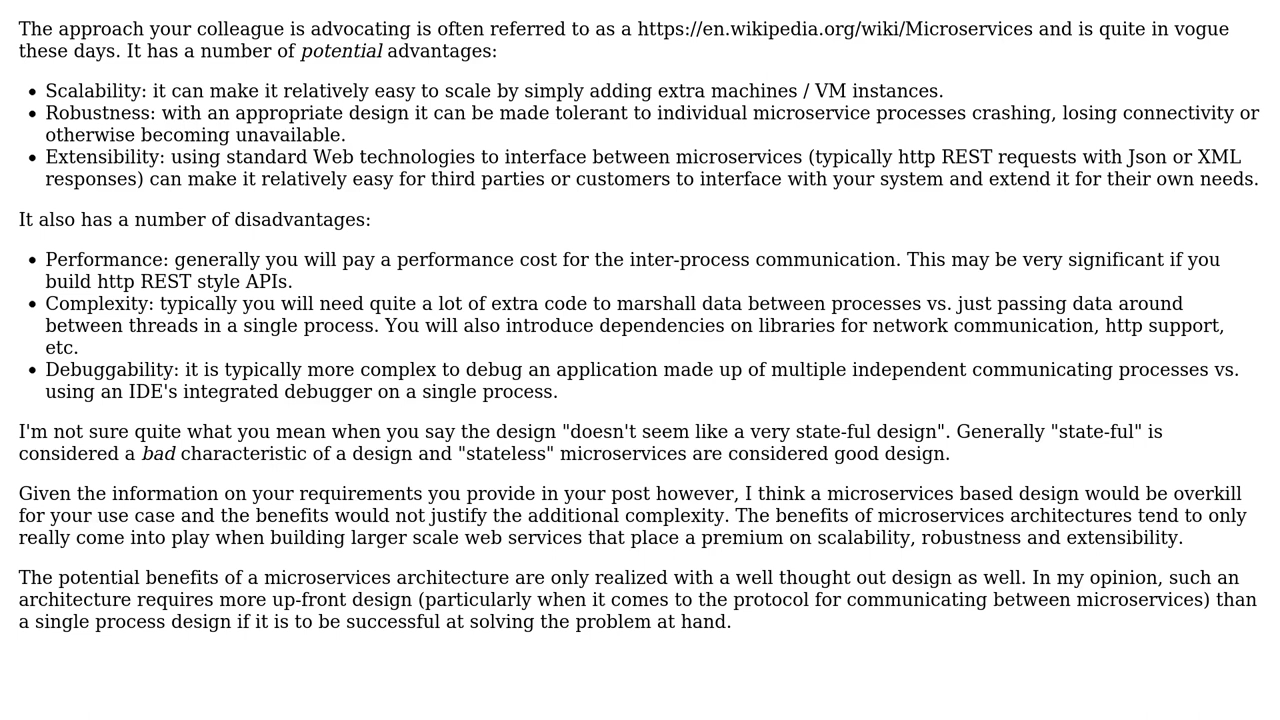 The approach your colleague is advocating is often referred to as a https://en.wikipedia.org/wiki/Microservices and is quite in vogue
these days. It has a number of potential advantages:
• Scalability: it can make it relatively easy to scale by simply adding extra machines / VM instances.
• Robustness: with an appropriate design it can be made tolerant to individual microservice processes crashing, losing connectivity or
otherwise becoming unavailable.
• Extensibility: using standard Web technologies to interface between microservices (typically http REST requests with Json or XML
responses) can make it relatively easy for third parties or customers to interface with your system and extend it for their own needs.
It also has a number of disadvantages:
• Performance: generally you will pay a performance cost for the inter-process communication. This may be very significant if you
build http REST style APIs.
• Complexity: typically you will need quite a lot of extra code to marshall data between processes vs. just passing data around
between threads in a single process. You will also introduce dependencies on libraries for network communication, http support,
etc.
• Debuggability: it is typically more complex to debug an application made up of multiple independent communicating processes vs.
using an IDE's integrated debugger on a single process.
I'm not sure quite what you mean when you say the design "doesn't seem like a very state-ful design". Generally "state-ful" is
considered a bad characteristic of a design and "stateless" microservices are considered good design.
Given the information on your requirements you provide in your post however, I think a microservices based design would be overkill
for your use case and the benefits would not justify the additional complexity. The benefits of microservices architectures tend to only
really come into play when building larger scale web services that place a premium on scalability, robustness and extensibility.
The potential benefits of a microservices architecture are only realized with a well thought out design as well. In my opinion, such an
architecture requires more up-front design (particularly when it comes to the protocol for communicating between microservices) than
a single process design if it is to be successful at solving the problem at hand.